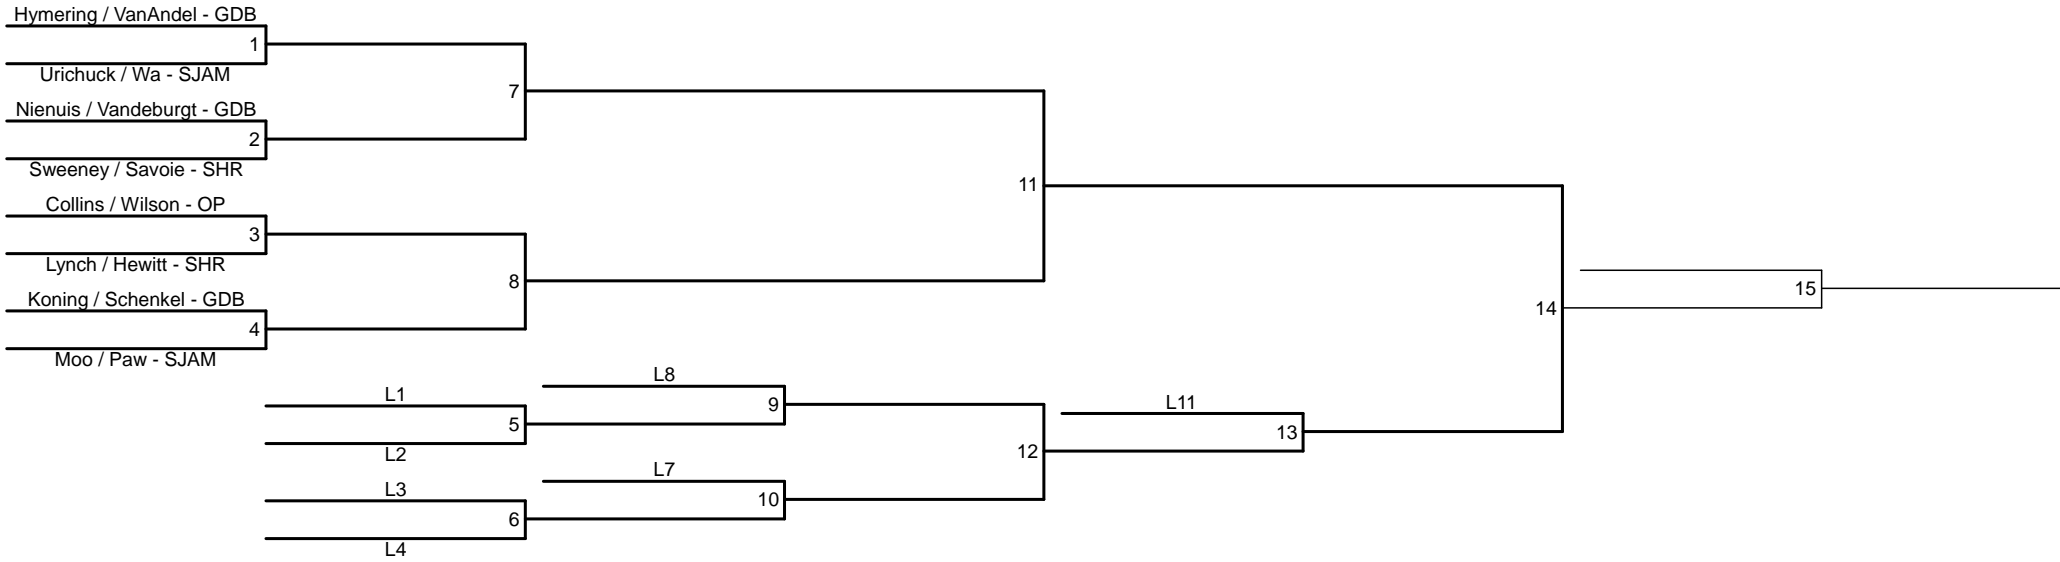 Hymering / VanAndel - GDB
1
Urichuck / Wa - SJAM
7
Nienuis / Vandeburgt - GDB
2
Sweeney / Savoie - SHR
11
Collins / Wilson - OP
3
Lynch / Hewitt - SHR
8
15
Koning / Schenkel - GDB
14
4
Moo / Paw - SJAM
L8
L1
9
L11
5
13
L2
12
L7
L3
10
6
L4